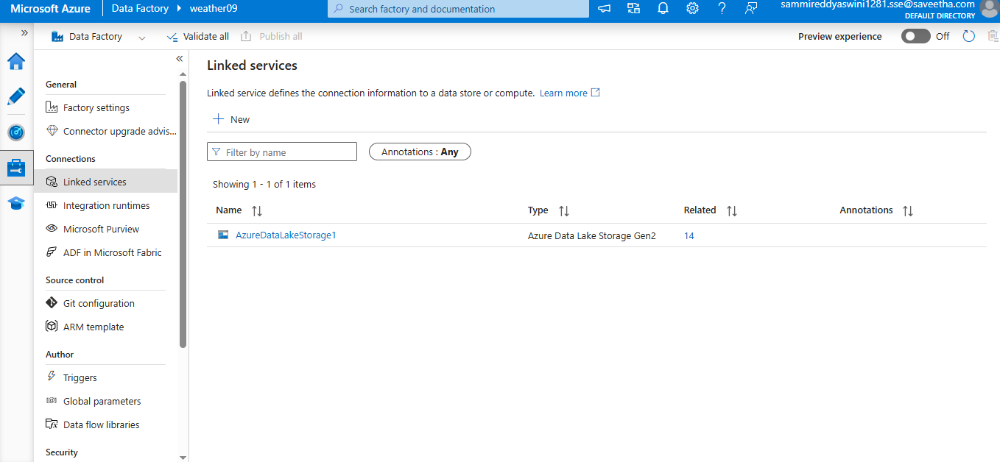 Microsoft Azure
Data Factory
weather09
Search factory and documentation
sammireddyaswini1281.sse@saveetha.com
DEFAULT DIRECTORY
Data Factory
Validate all
Publish all
Preview experience
Off
General
Factory settings
Connector upgrade advis...
Connections
Linked services
Integration runtimes
Microsoft Purview
ADF in Microsoft Fabric
Source control
Git configuration
ARM template
Author
Triggers
Global parameters
Data flow libraries
Security
Linked services
Linked service defines the connection information to a data store or compute. Learn more
New
Filter by name
Annotations : Any
Showing 1 - 1 of 1 items
Name Type Related Annotations
AzureDataLakeStorage1 Azure Data Lake Storage Gen2 14